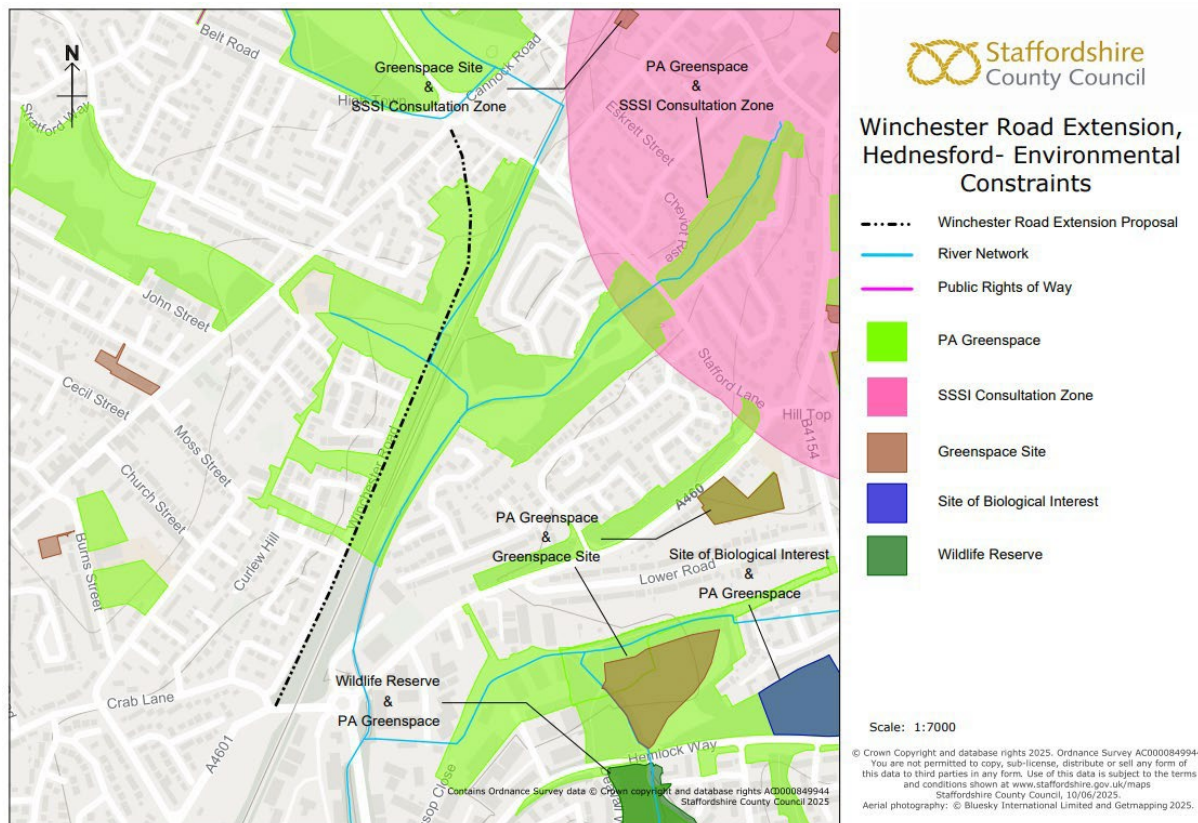 Belt Road
Stratford Way
N
Greenspace Site
&
SSSI Consultation Zone
Cannock Road
PA Greenspace
&
SSSI Consultation Zone
Eskrett Street
Cheviot Rise
John Street
Cecil Street
Moss Street
Church Street
Burns Street
Curlew Hill
Winchester Road
Stafford Lane
Hill Top
B4154
A460
PA Greenspace
&
Greenspace Site
Lower Road
Site of Biological Interest
&
PA Greenspace
Crab Lane
A4601
Wildlife Reserve
&
PA Greenspace
Hemlock Way
Contains Ordnance Survey data © Crown copyright and database rights AC0000849944
Staffordshire County Council 2025
Staffordshire
County Council
Winchester Road Extension,
Hednesford- Environmental
Constraints
Winchester Road Extension Proposal
River Network
Public Rights of Way
PA Greenspace
SSSI Consultation Zone
Greenspace Site
Site of Biological Interest
Wildlife Reserve
Scale: 1:7000
© Crown Copyright and database rights 2025. Ordnance Survey AC0000849944
You are not permitted to copy, sub-license, distribute or sell any form of
this data to third parties in any form. Use of this data is subject to the terms
and conditions shown at www.staffordshire.gov.uk/maps
Staffordshire County Council, 10/06/2025.
Aerial photography: © Bluesky International Limited and Getmapping 2025.